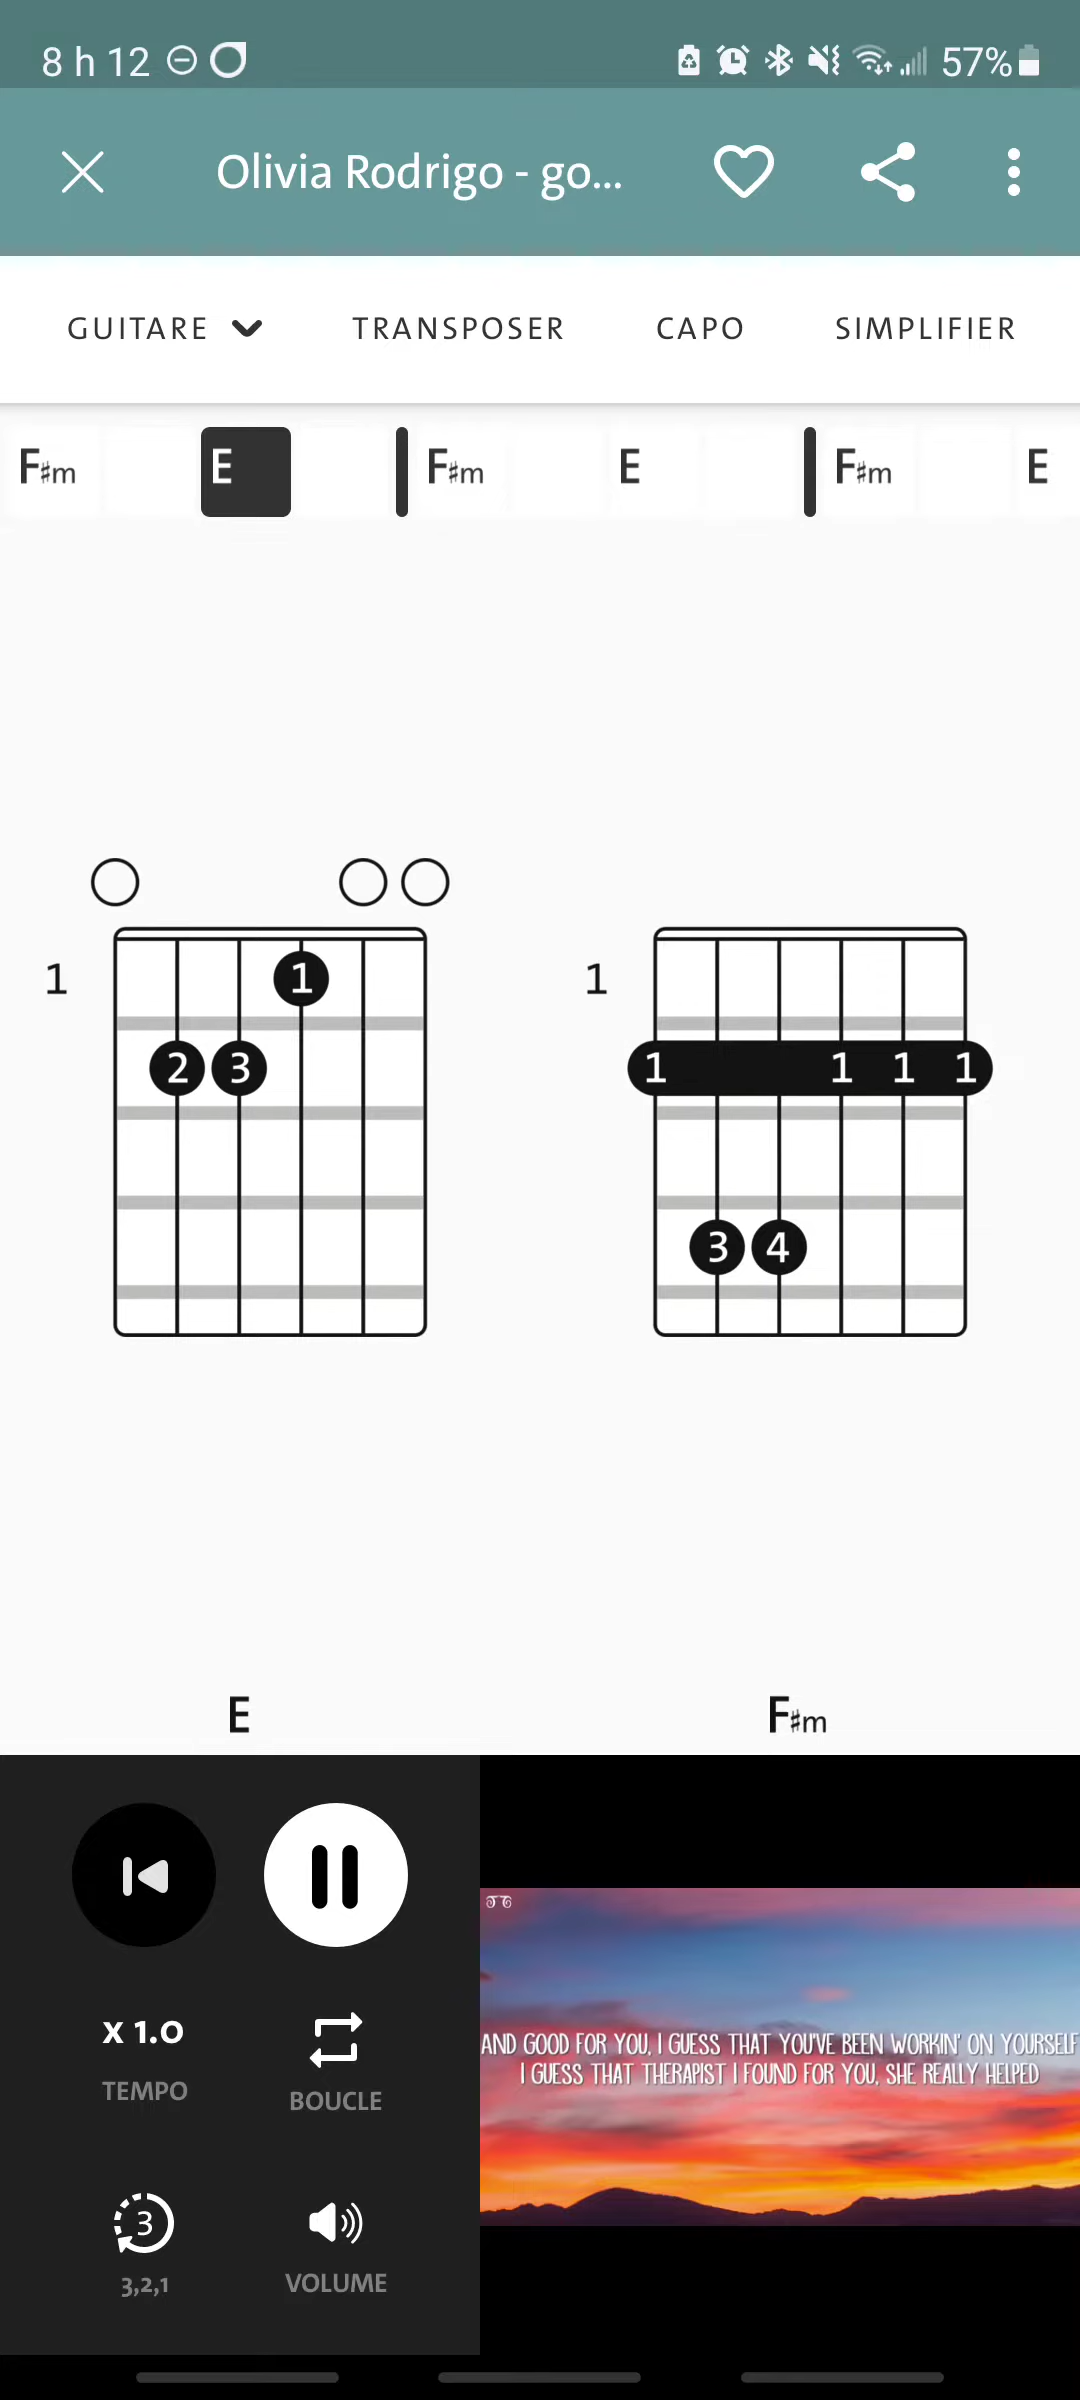 8 h 12 57%
Olivia Rodrigo - go...
GUITARE TRANSPOSER CAPO SIMPLIFIER
F♯m E F♯m E F♯m E
1 1 1
2 3 1 1 1 1
3 4
E F♯m
x 1.0
TEMPO BOUCLE
AND GOOD FOR YOU, I GUESS THAT YOU'VE BEEN WORKIN' ON YOURSELF
I GUESS THAT THERAPIST I FOUND FOR YOU, SHE REALLY HELPED
3
3,2,1 VOLUME